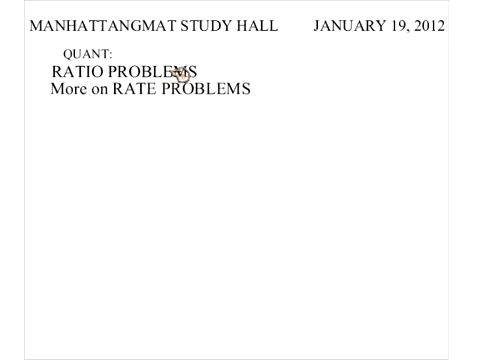 MANHATTANGMAT STUDY HALL JANUARY 19, 2012
QUANT:
RATIO PROBLEMS
More on RATE PROBLEMS